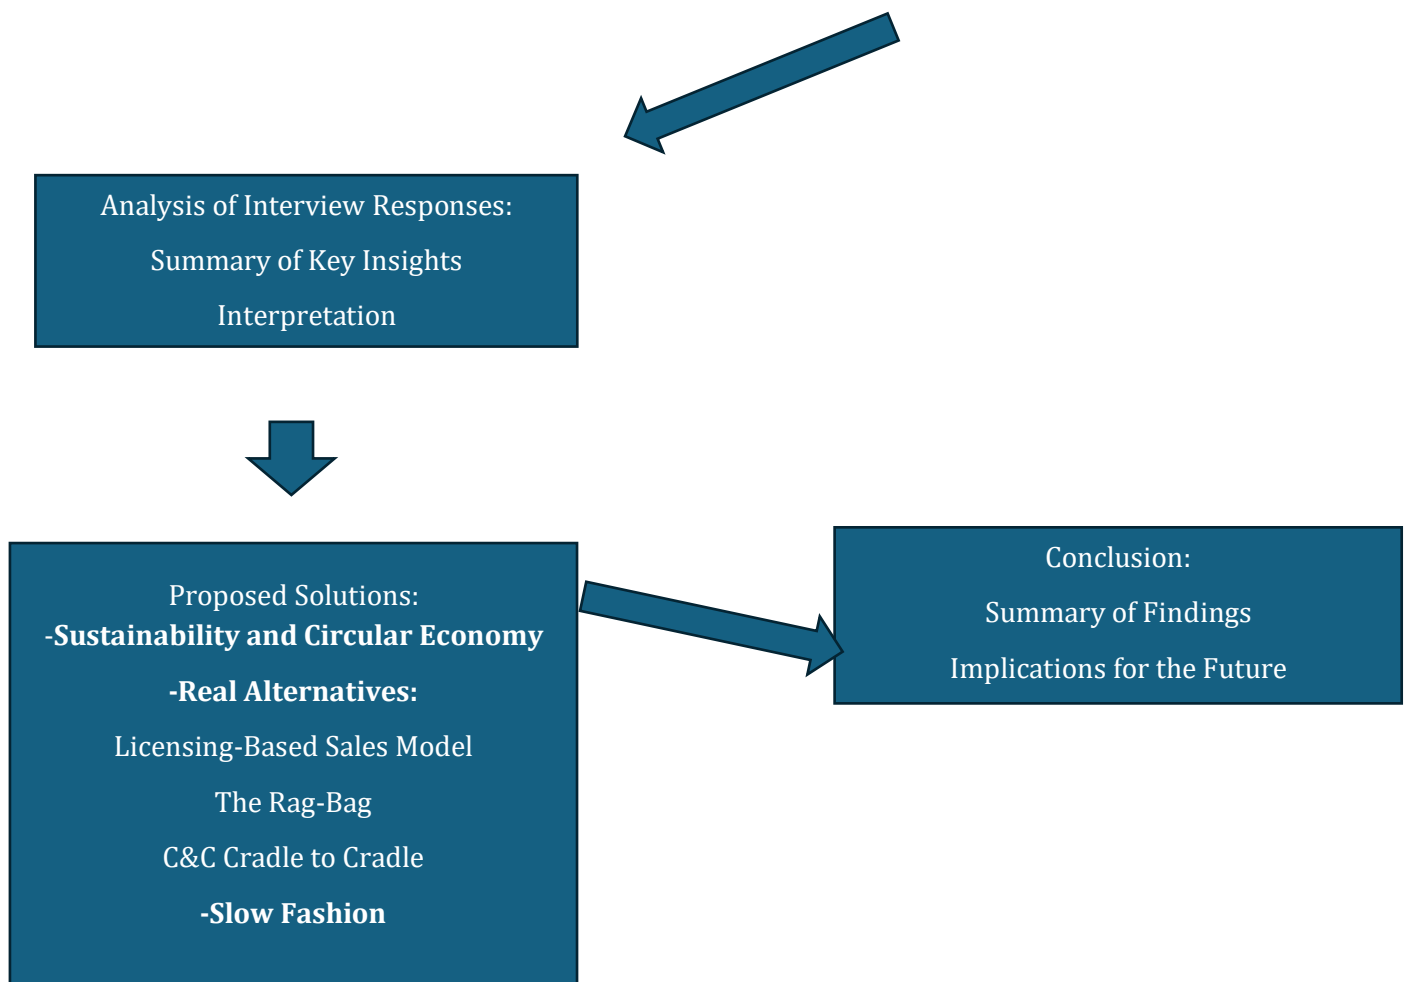 Analysis of Interview Responses:
Summary of Key Insights
Interpretation
Proposed Solutions:
-Sustainability and Circular Economy
-Real Alternatives:
Licensing-Based Sales Model
The Rag-Bag
C&C Cradle to Cradle
-Slow Fashion
Conclusion:
Summary of Findings
Implications for the Future